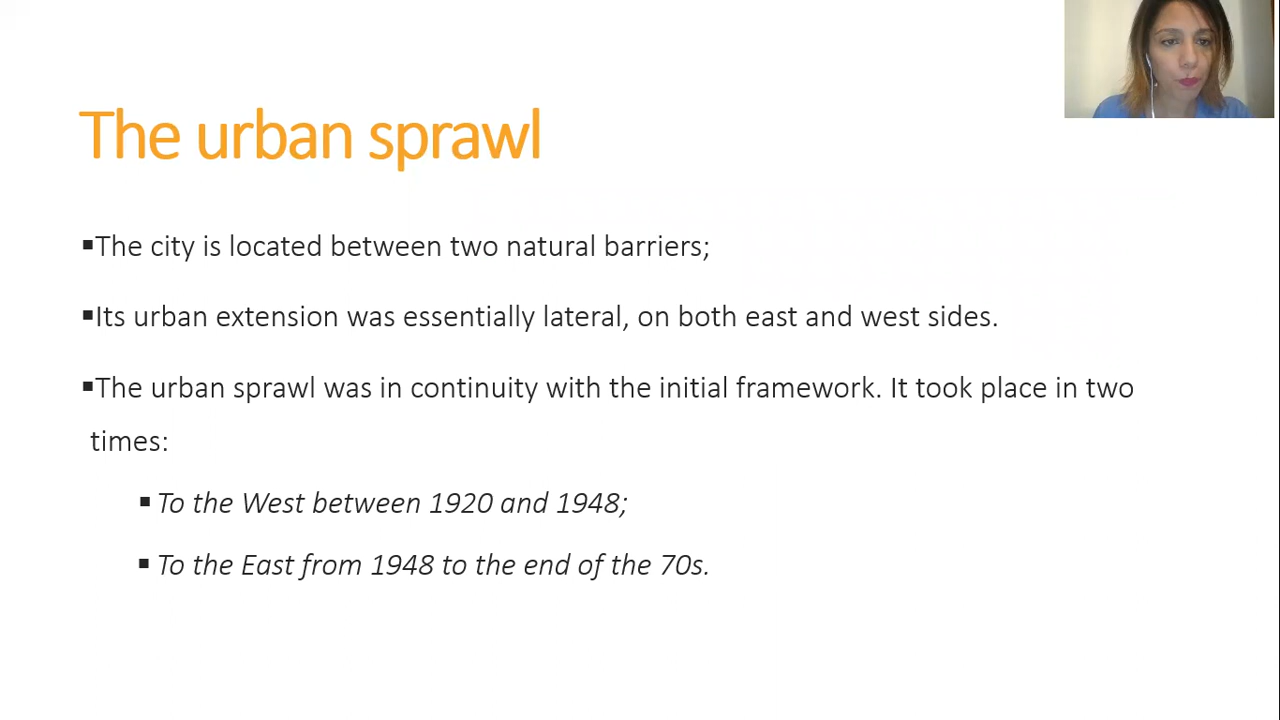 The urban sprawl
▪The city is located between two natural barriers;
▪Its urban extension was essentially lateral, on both east and west sides.
▪The urban sprawl was in continuity with the initial framework. It took place in two
times:
▪ To the West between 1920 and 1948;
▪ To the East from 1948 to the end of the 70s.